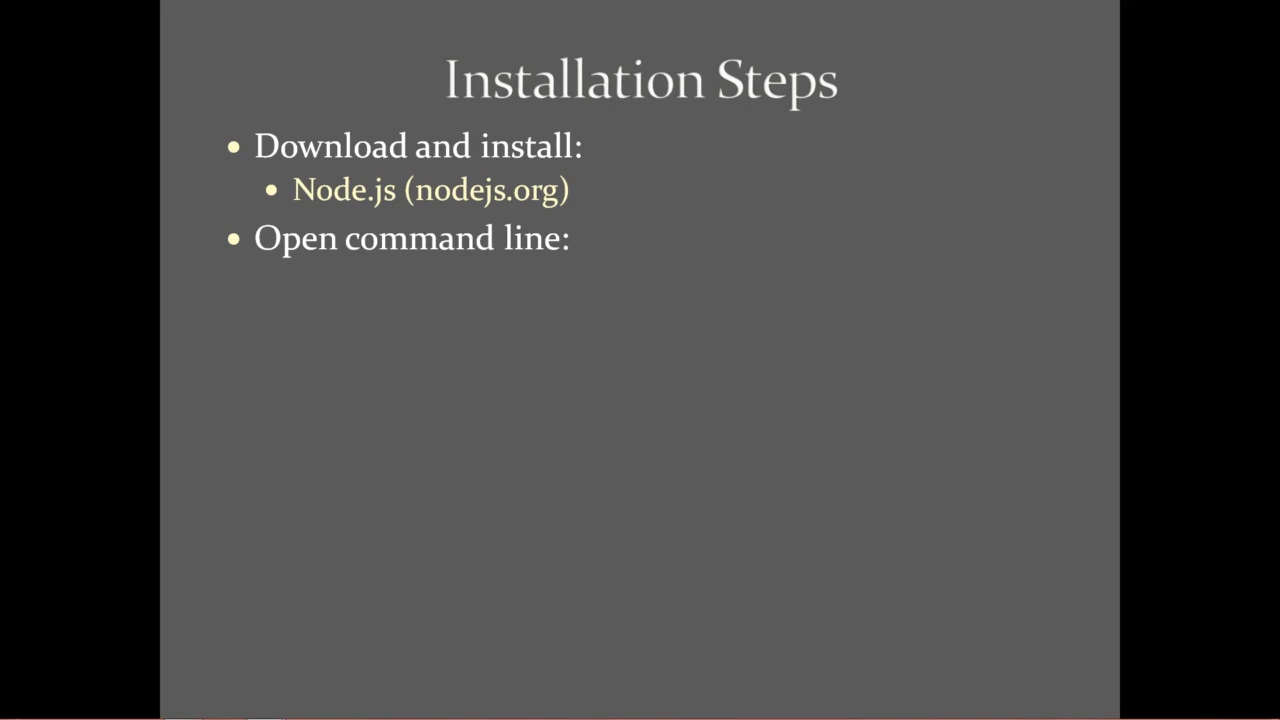 Installation Steps
• Download and install:
• Node.js (nodejs.org)
• Open command line: